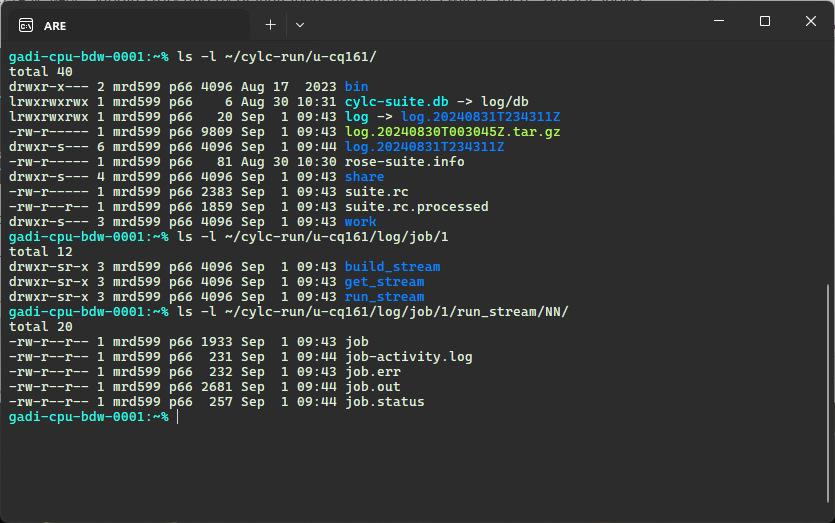 ARE
gadi-cpu-bdw-0001:~% ls -l ~/cylc-run/u-cq161/
total 40
drwxr-x--- 2 mrd599 p66 4096 Aug 17  2023 bin
lrwxrwxrwx 1 mrd599 p66    6 Aug 30 10:31 cylc-suite.db -> log/db
lrwxrwxrwx 1 mrd599 p66   20 Sep  1 09:43 log -> log.20240831T234311Z
-rw-r----- 1 mrd599 p66 9809 Sep  1 09:43 log.20240830T003045Z.tar.gz
drwxr-s--- 6 mrd599 p66 4096 Sep  1 09:44 log.20240831T234311Z
-rw-r----- 1 mrd599 p66   81 Aug 30 10:30 rose-suite.info
drwxr-s--- 4 mrd599 p66 4096 Sep  1 09:43 share
-rw-r----- 1 mrd599 p66 2383 Sep  1 09:43 suite.rc
-rw-r--r-- 1 mrd599 p66 1859 Sep  1 09:43 suite.rc.processed
drwxr-s--- 3 mrd599 p66 4096 Sep  1 09:43 work
gadi-cpu-bdw-0001:~% ls -l ~/cylc-run/u-cq161/log/job/1
total 12
drwxr-sr-x 3 mrd599 p66 4096 Sep  1 09:43 build_stream
drwxr-sr-x 3 mrd599 p66 4096 Sep  1 09:43 get_stream
drwxr-sr-x 3 mrd599 p66 4096 Sep  1 09:43 run_stream
gadi-cpu-bdw-0001:~% ls -l ~/cylc-run/u-cq161/log/job/1/run_stream/NN/
total 20
-rw-r--r-- 1 mrd599 p66 1933 Sep  1 09:43 job
-rw-r--r-- 1 mrd599 p66  231 Sep  1 09:44 job-activity.log
-rw-r--r-- 1 mrd599 p66  232 Sep  1 09:43 job.err
-rw-r--r-- 1 mrd599 p66 2681 Sep  1 09:44 job.out
-rw-r--r-- 1 mrd599 p66  257 Sep  1 09:44 job.status
gadi-cpu-bdw-0001:~%